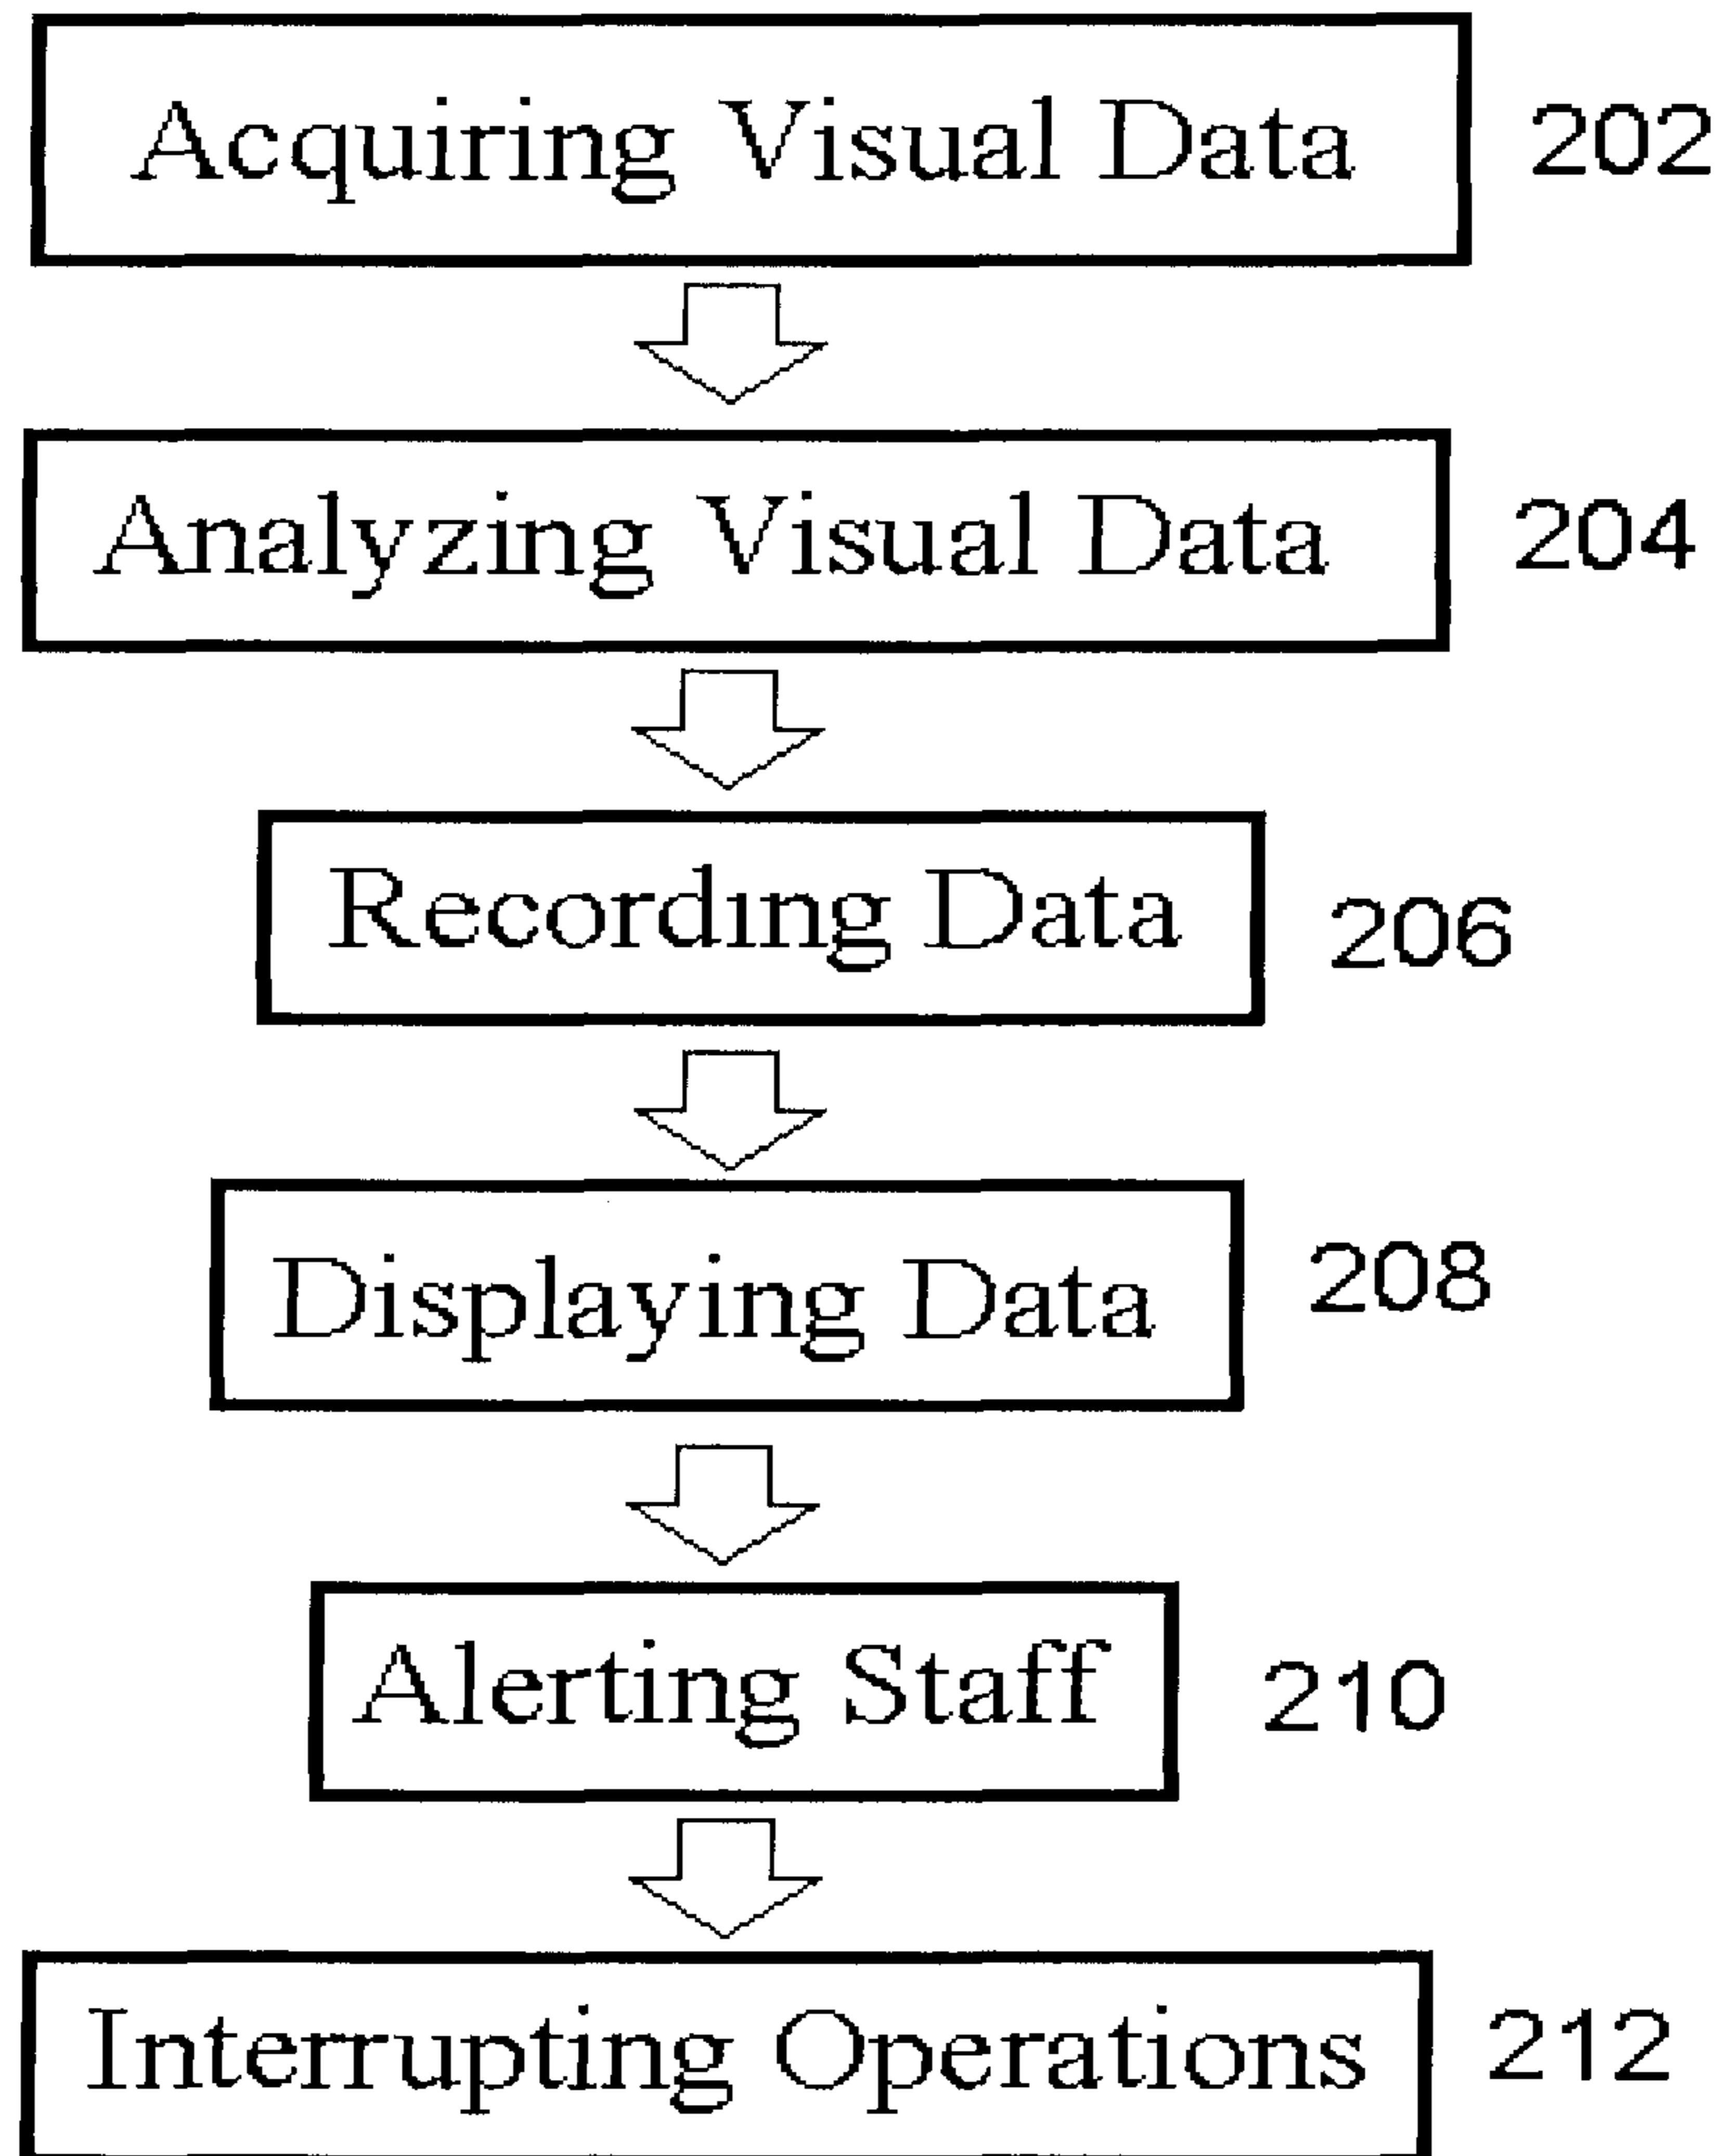 Acquiring Visual Data 202
Analyzing Visual Data 204
Recording Data 206
Displaying Data 208
Alerting Staff 210
Interrupting Operations 212